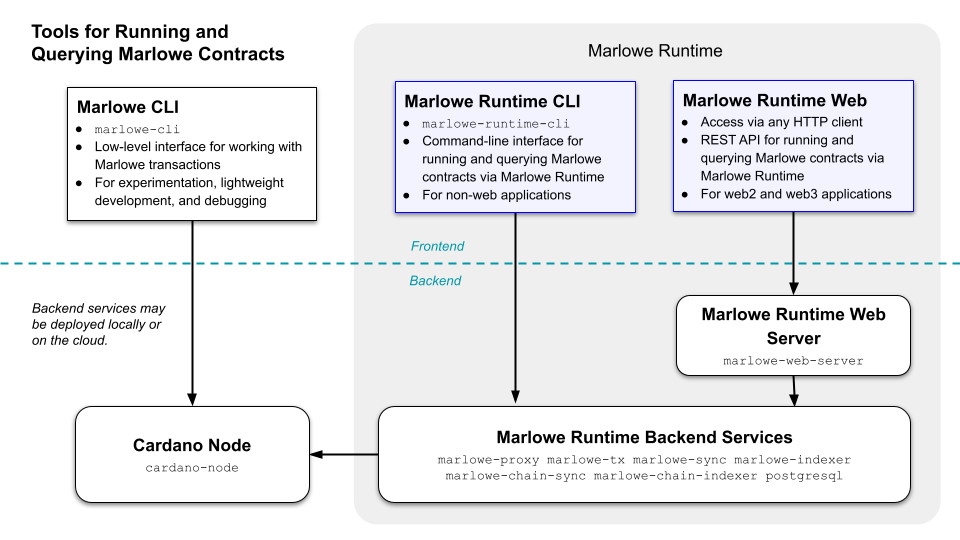 Tools for Running and
Querying Marlowe Contracts
Marlowe Runtime
Marlowe CLI
● marlowe-cli
● Low-level interface for working with
Marlowe transactions
● For experimentation, lightweight
development, and debugging
Marlowe Runtime CLI
● marlowe-runtime-cli
● Command-line interface for
running and querying Marlowe
contracts via Marlowe Runtime
● For non-web applications
Marlowe Runtime Web
● Access via any HTTP client
● REST API for running and
querying Marlowe contracts via
Marlowe Runtime
● For web2 and web3 applications
Frontend
Backend
Backend services may
be deployed locally or
on the cloud.
Marlowe Runtime Web
Server
marlowe-web-server
Cardano Node
cardano-node
Marlowe Runtime Backend Services
marlowe-proxy marlowe-tx marlowe-sync marlowe-indexer
marlowe-chain-sync marlowe-chain-indexer postgresql